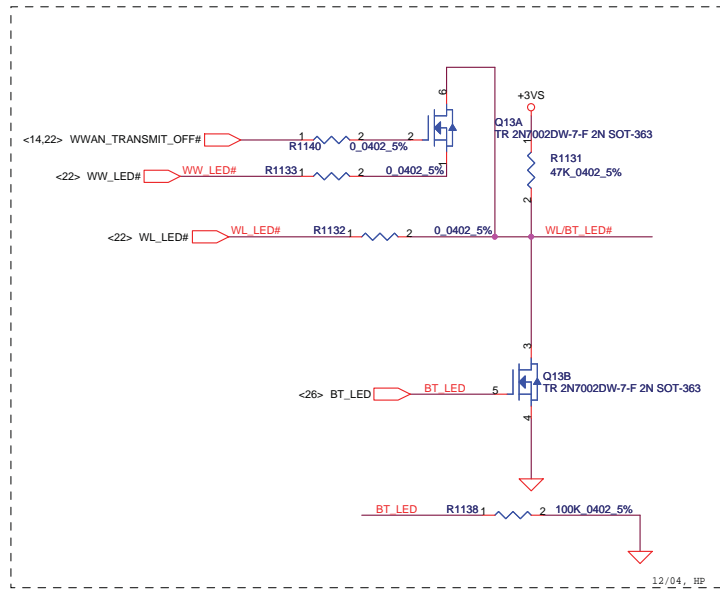 6
+3VS
Q13A
TR 2N7002DW-7-F 2N SOT-363
<14,22> WWAN_TRANSMIT_OFF# 1 2 2
R1140 0_0402_5%
1
1
R1131
47K_0402_5%
2
<22> WW_LED# WW_LED# R1133 1 2 0_0402_5%
<22> WL_LED# WL_LED# R1132 1 2 0_0402_5% WL/BT_LED#
3
Q13B
TR 2N7002DW-7-F 2N SOT-363
<26> BT_LED BT_LED 5
4
BT_LED R1138 1 2 100K_0402_5%
12/04, HP